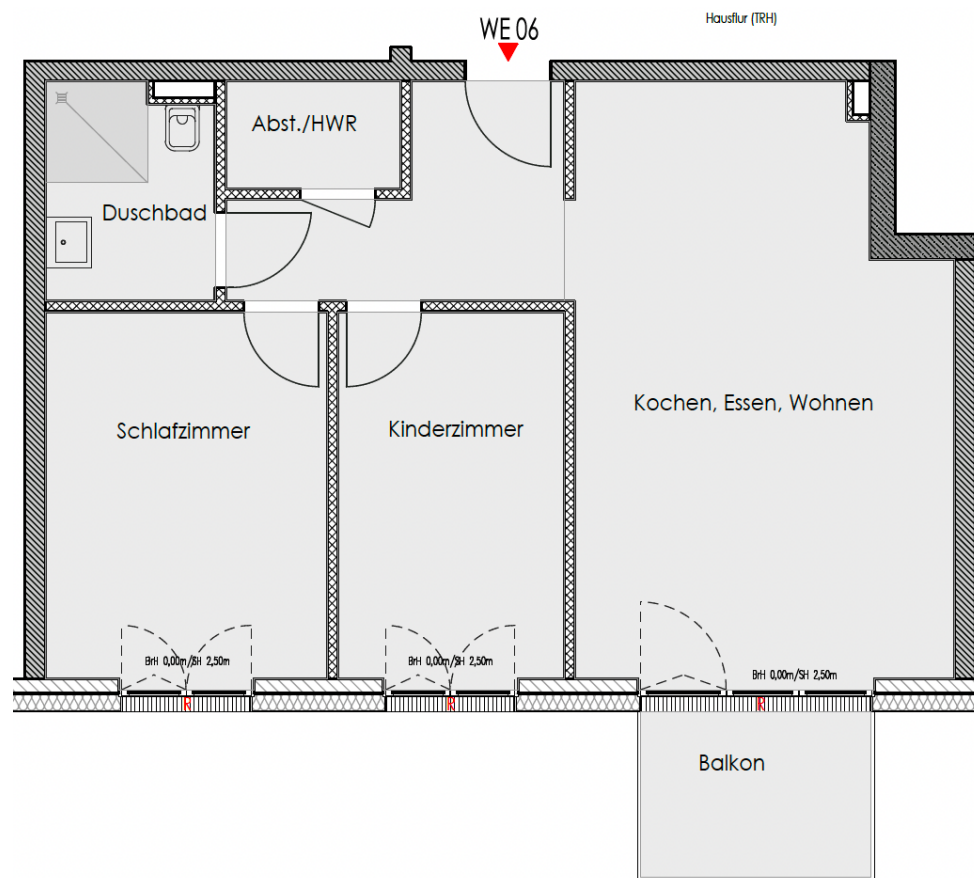 Hausflur (TRH)
WE 06
Abst./HWR
Duschbad
Kochen, Essen, Wohnen
Schlafzimmer
Kinderzimmer
BrH 0,00m/SH 2,50m
BrH 0,00m/SH 2,50m
BrH 0,00m/SH 2,50m
R
R
R
Balkon